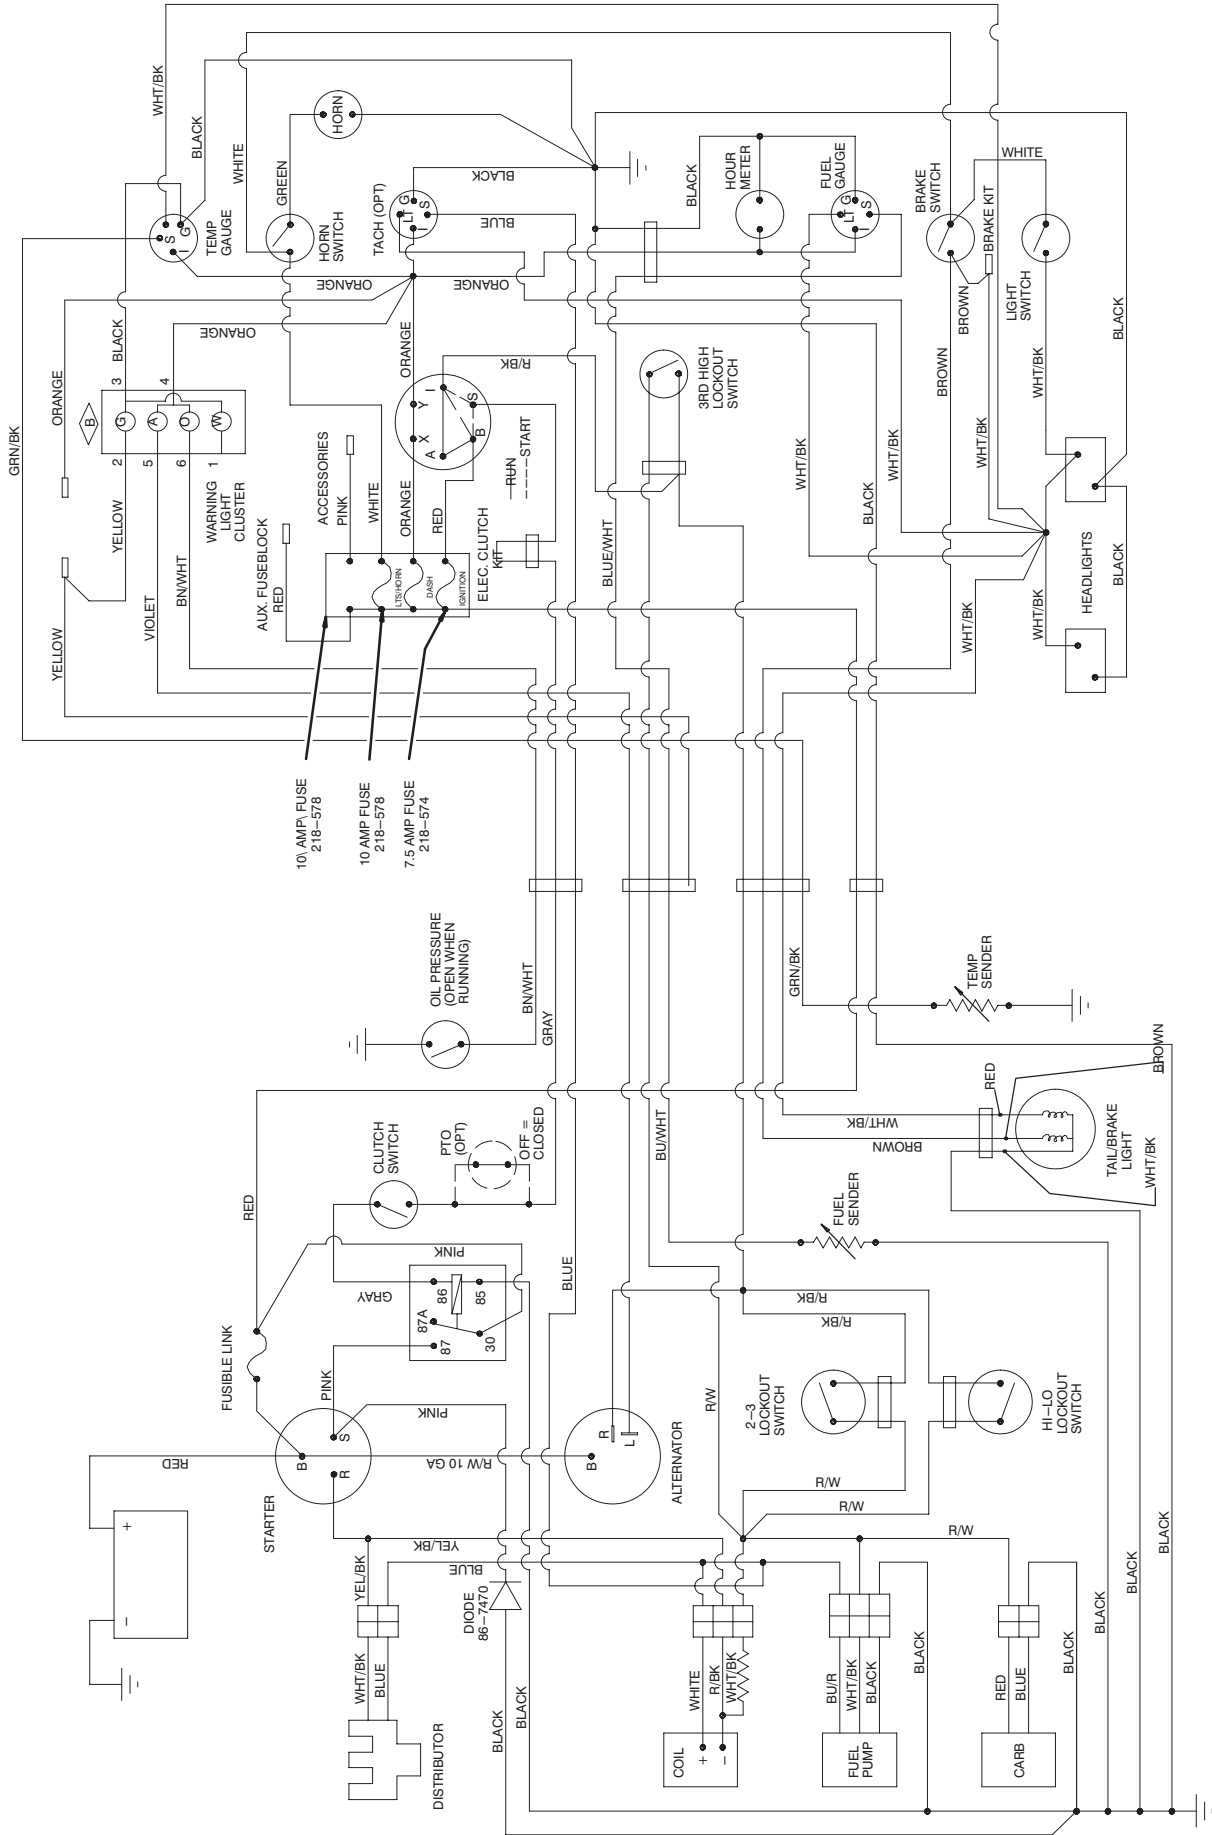 WHT/BK
BLACK
WHITE
GREEN
HORN
TEMP
GAUGE
S
G
I
HORN
SWITCH
ORANGE
TACH (OPT)
LT
G
S
I
BLACK
BLUE
ORANGE
ORANGE
ORANGE
BLACK
HOUR
METER
FUEL
GAUGE
LT
G
S
I
BRAKE
SWITCH
BRAKE KIT
WHITE
BROWN
BROWN
LIGHT
SWITCH
BLACK
WHT/BK
GRN/BK
ORANGE
YELLOW
YELLOW
BLACK
B
3
4
G
A
O
W
2
5
6
1
VIOLET
BN/WHT
WARNING
LIGHT
CLUSTER
AUX. FUSEBLOCK
RED
ACCESSORIES
PINK
WHITE
ORANGE
RED
LTS/HORN
DASH
IGNITION
X
Y
A
I
B
S
RUN
START
R/BK
ELEC. CLUTCH
KIT
3RD HIGH
LOCKOUT
SWITCH
BLUE/WHT
WHT/BK
WHT/BK
BLACK
WHT/BK
WHT/BK
WHT/BK
HEADLIGHTS
BLACK
10\ AMP\ FUSE
218–578
10 AMP FUSE
218–578
7.5 AMP FUSE
218–574
OIL PRESSURE
(OPEN WHEN
RUNNING)
BN/WHT
GRAY
GRN/BK
TEMP
SENDER
RED
CLUTCH
SWITCH
PTO
(OPT)
OFF =
CLOSED
BU/WHT
WHT/BK
BROWN
RED
BROWN
TAIL/BRAKE
LIGHT
WHT/BK
FUEL
SENDER
PINK
GRAY
86
85
87A
87
30
BLUE
FUSIBLE LINK
PINK
PINK
RED
STARTER
B
S
R
R/W 10 GA
ALTERNATOR
B
R
L
R/W
R/BK
R/BK
2–3
LOCKOUT
SWITCH
HI–LO
LOCKOUT
SWITCH
R/W
R/W
R/W
+
–
YEL/BK
YEL/BK
BLUE
WHT/BK
BLUE
DISTRIBUTOR
DIODE
86–7470
BLACK
BLACK
COIL
+
–
WHITE
R/BK
WHT/BK
FUEL
PUMP
BU/R
WHT/BK
BLACK
BLACK
CARB
RED
BLUE
BLACK
BLACK
BLACK
BLACK